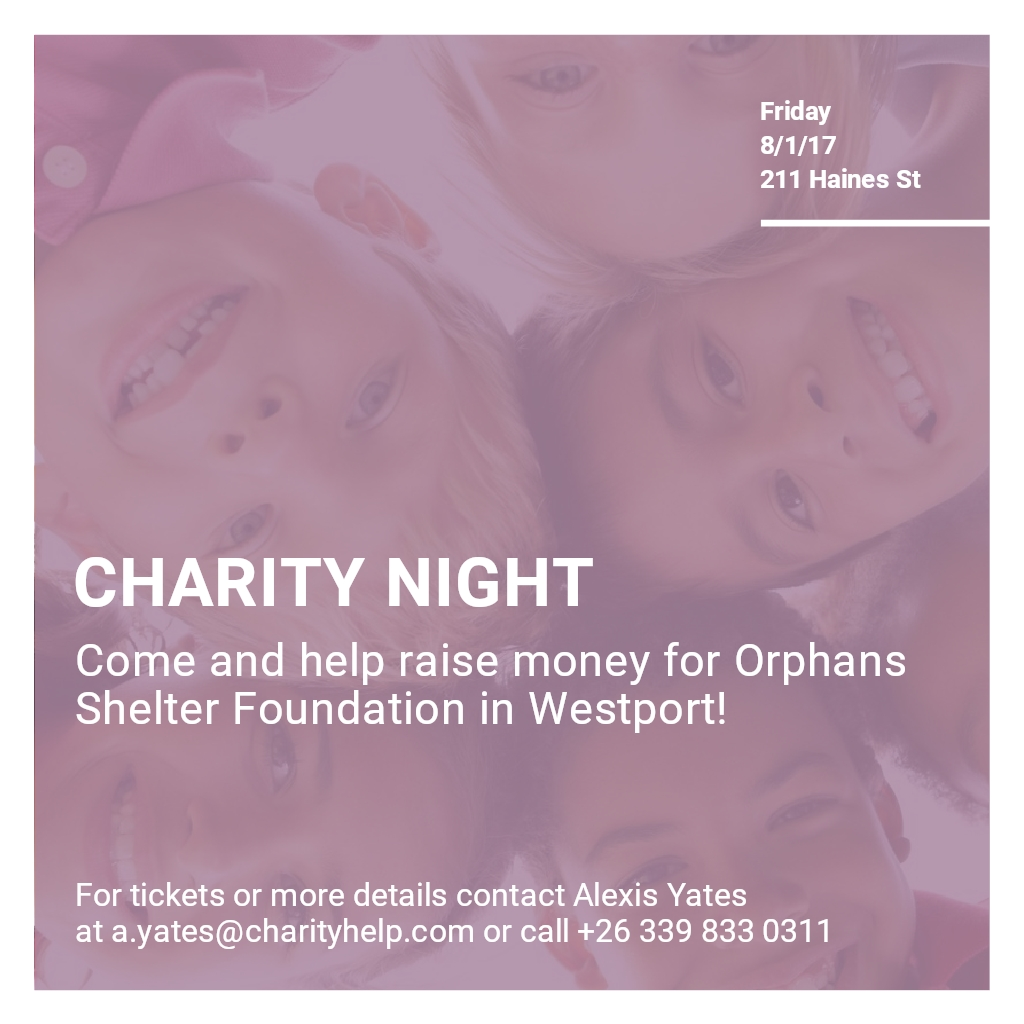 Friday
8/1/17
211 Haines St
CHARITY NIGHT
Come and help raise money for Orphans
Shelter Foundation in Westport!
For tickets or more details contact Alexis Yates
at a.yates@charityhelp.com or call +26 339 833 0311